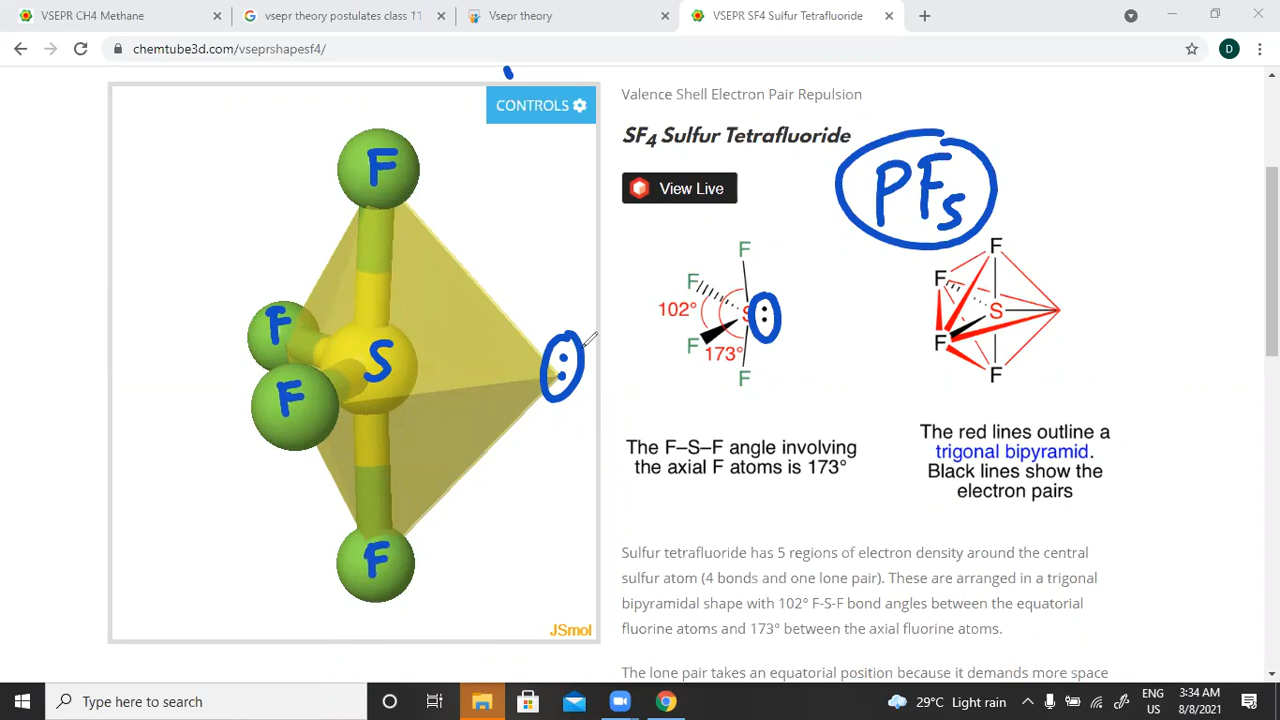 VSEPR CH4 Methane
vsepr theory postulates class 11 -
Vsepr theory
VSEPR SF4 Sulfur Tetrafluoride
chemtube3d.com/vseprshapesf4/
D
CONTROLS
F
F
S
F
F
:
JSmol
Valence Shell Electron Pair Repulsion
SF4 Sulfur Tetrafluoride
PF5
View Live
F
F
102°
S
:
F
173°
F
F
F
S
F
F
The F–S–F angle involving
the axial F atoms is 173°
The red lines outline a
trigonal bipyramid.
Black lines show the
electron pairs
Sulfur tetrafluoride has 5 regions of electron density around the central
sulfur atom (4 bonds and one lone pair). These are arranged in a trigonal
bipyramidal shape with 102° F-S-F bond angles between the equatorial
fluorine atoms and 173° between the axial fluorine atoms.
The lone pair takes an equatorial position because it demands more space
Type here to search
29°C Light rain
ENG
US
3:34 AM
8/8/2021